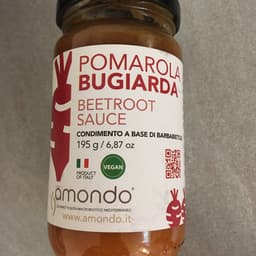 POMAROLA
BUGIARDA
BEETROOT
SAUCE
CONDIMENTO A BASE DI BARBABIETOLA
195 g / 6,87 oz
PRODUCT
OF ITALY
VEGAN
amondo®
www.amondo.it